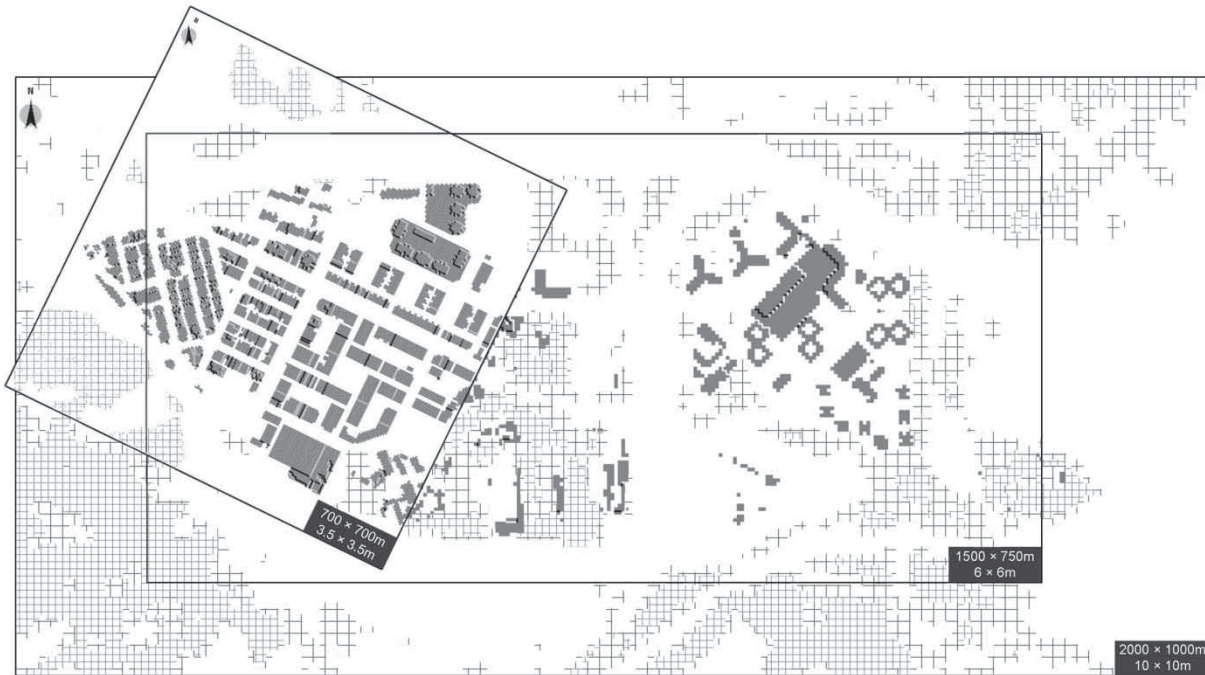 N
N
700 × 700m
3.5 × 3.5m
1500 × 750m
6 × 6m
2000 × 1000m
10 × 10m